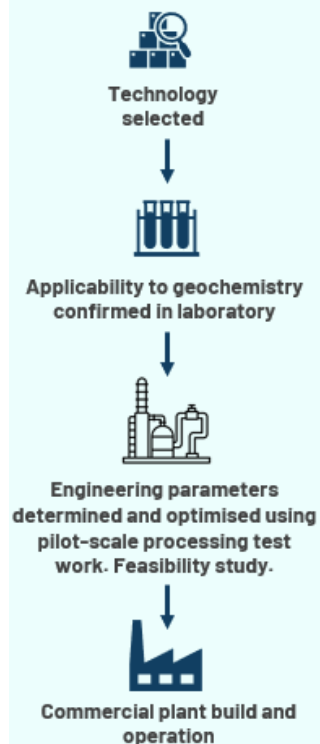 Technology
selected
Applicability to geochemistry
confirmed in laboratory
Engineering parameters
determined and optimised using
pilot-scale processing test
work. Feasibility study.
Commercial plant build and
operation